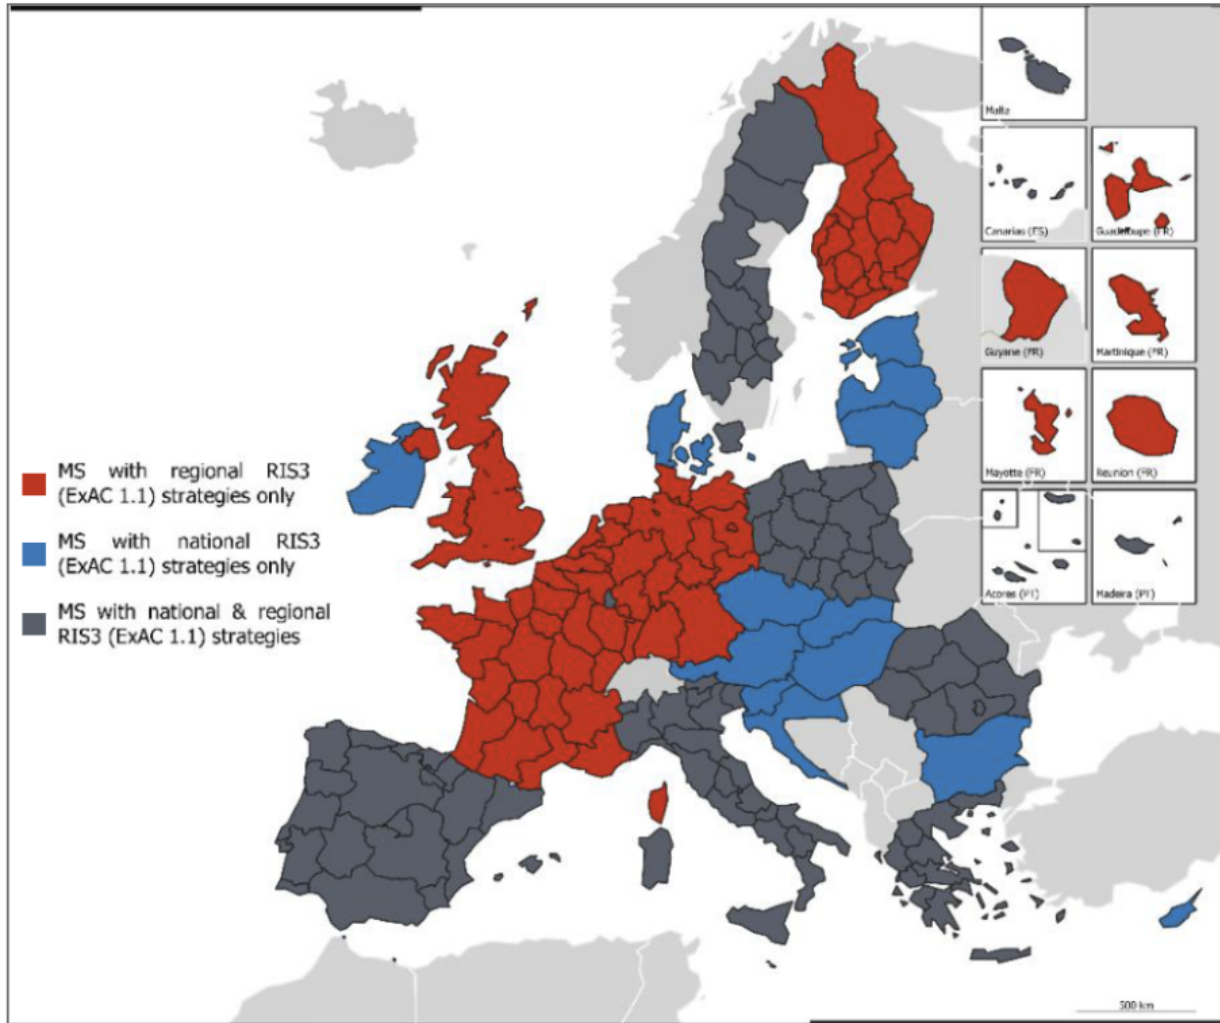 Malta
Canarias (ES)
Guadeloupe (FR)
Guyane (FR)
Martinique (FR)
Mayotte (FR)
Reunion (FR)
Acores (PT)
Madeira (PT)
MS with regional RIS3
(ExAC 1.1) strategies only
MS with national RIS3
(ExAC 1.1) strategies only
MS with national & regional
RIS3 (ExAC 1.1) strategies
500 km